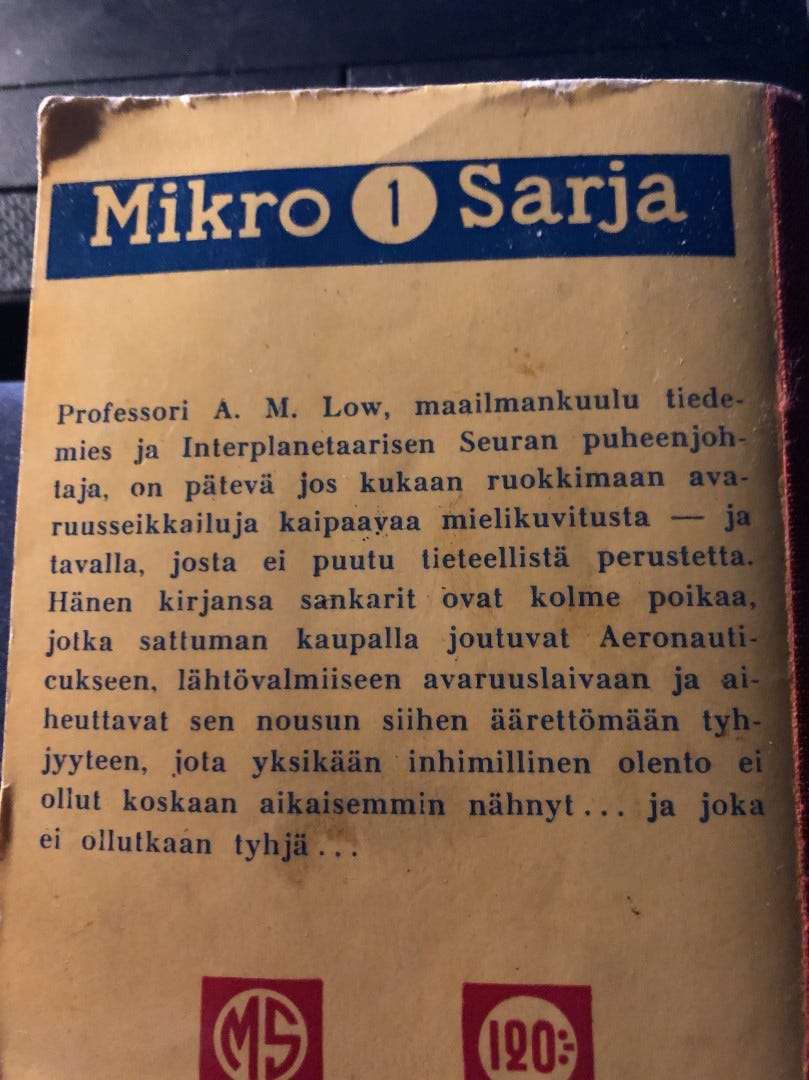 Mikro 1 Sarja
Professori A. M. Low, maailmankuulu tiede-
mies ja Interplanetaarisen Seuran puheenjoh-
taja, on pätevä jos kukaan ruokkimaan ava-
ruusseikkailuja kaipaavaa mielikuvitusta — ja
tavalla, josta ei puutu tieteellistä perustetta.
Hänen kirjansa sankarit ovat kolme poikaa,
jotka sattuman kaupalla joutuvat Aeronauti-
cukseen, lähtövalmiiseen avaruuslaivaan ja ai-
heuttavat sen nousun siihen äärettömään tyh-
jyyteen, jota yksikään inhimillinen olento ei
ollut koskaan aikaisemmin nähnyt... ja joka
ei ollutkaan tyhjä...
MS 120:-